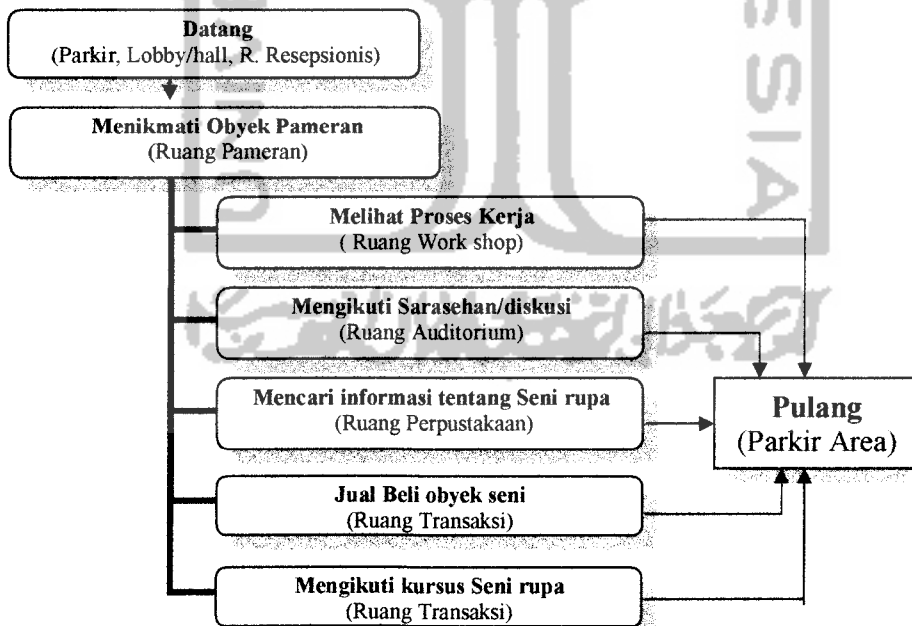 Datang
(Parkir, Lobby/hall, R. Resepsionis)
Menikmati Obyek Pameran
(Ruang Pameran)
Melihat Proses Kerja
( Ruang Work shop)
Mengikuti Sarasehan/diskusi
(Ruang Auditorium)
Mencari informasi tentang Seni rupa
(Ruang Perpustakaan)
Jual Beli obyek seni
(Ruang Transaksi)
Mengikuti kursus Seni rupa
(Ruang Transaksi)
Pulang
(Parkir Area)